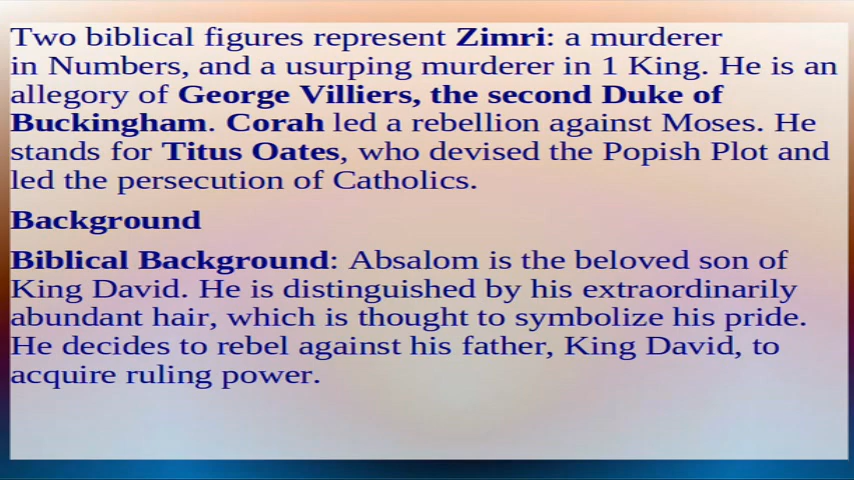 Two biblical figures represent Zimri: a murderer
in Numbers, and a usurping murderer in 1 King. He is an
allegory of George Villiers, the second Duke of
Buckingham. Corah led a rebellion against Moses. He
stands for Titus Oates, who devised the Popish Plot and
led the persecution of Catholics.
Background
Biblical Background: Absalom is the beloved son of
King David. He is distinguished by his extraordinarily
abundant hair, which is thought to symbolize his pride.
He decides to rebel against his father, King David, to
acquire ruling power.